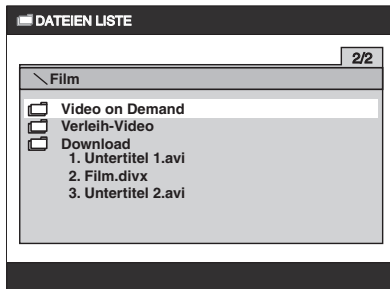 DATEIEN LISTE
2/2
\Film
Video on Demand
Verleih-Video
Download
1. Untertitel 1.avi
2. Film.divx
3. Untertitel 2.avi